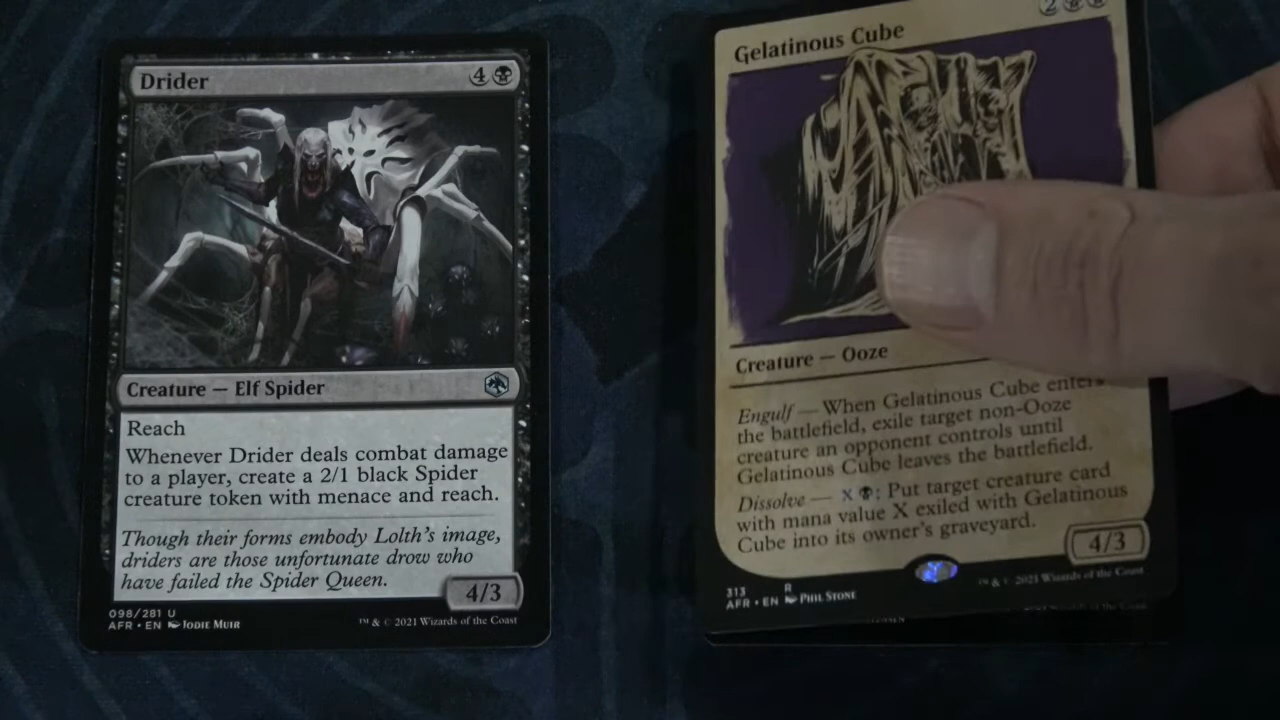 Drider
4
Creature — Elf Spider
Reach
Whenever Drider deals combat damage
to a player, create a 2/1 black Spider
creature token with menace and reach.
Though their forms embody Lolth's image,
driders are those unfortunate drow who
have failed the Spider Queen.
4/3
098/281 U
AFR • EN Jodie Muir
™ & © 2021 Wizards of the Coast
Gelatinous Cube
2
Creature — Ooze
Engulf — When Gelatinous Cube enters
the battlefield, exile target non-Ooze
creature an opponent controls until
Gelatinous Cube leaves the battlefield.
Dissolve — X : Put target creature card
with mana value X exiled with Gelatinous
Cube into its owner's graveyard.
4/3
313 R
AFR • EN Phil Stone
™ & © 2021 Wizards of the Coast